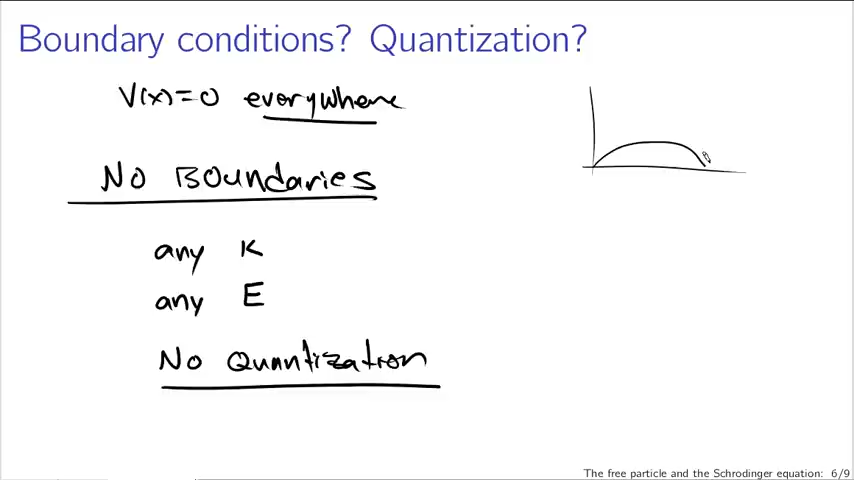 Boundary conditions? Quantization?
V(x)=0 everywhere
No Boundaries
any K
any E
No Quantization
The free particle and the Schrodinger equation: 6/9